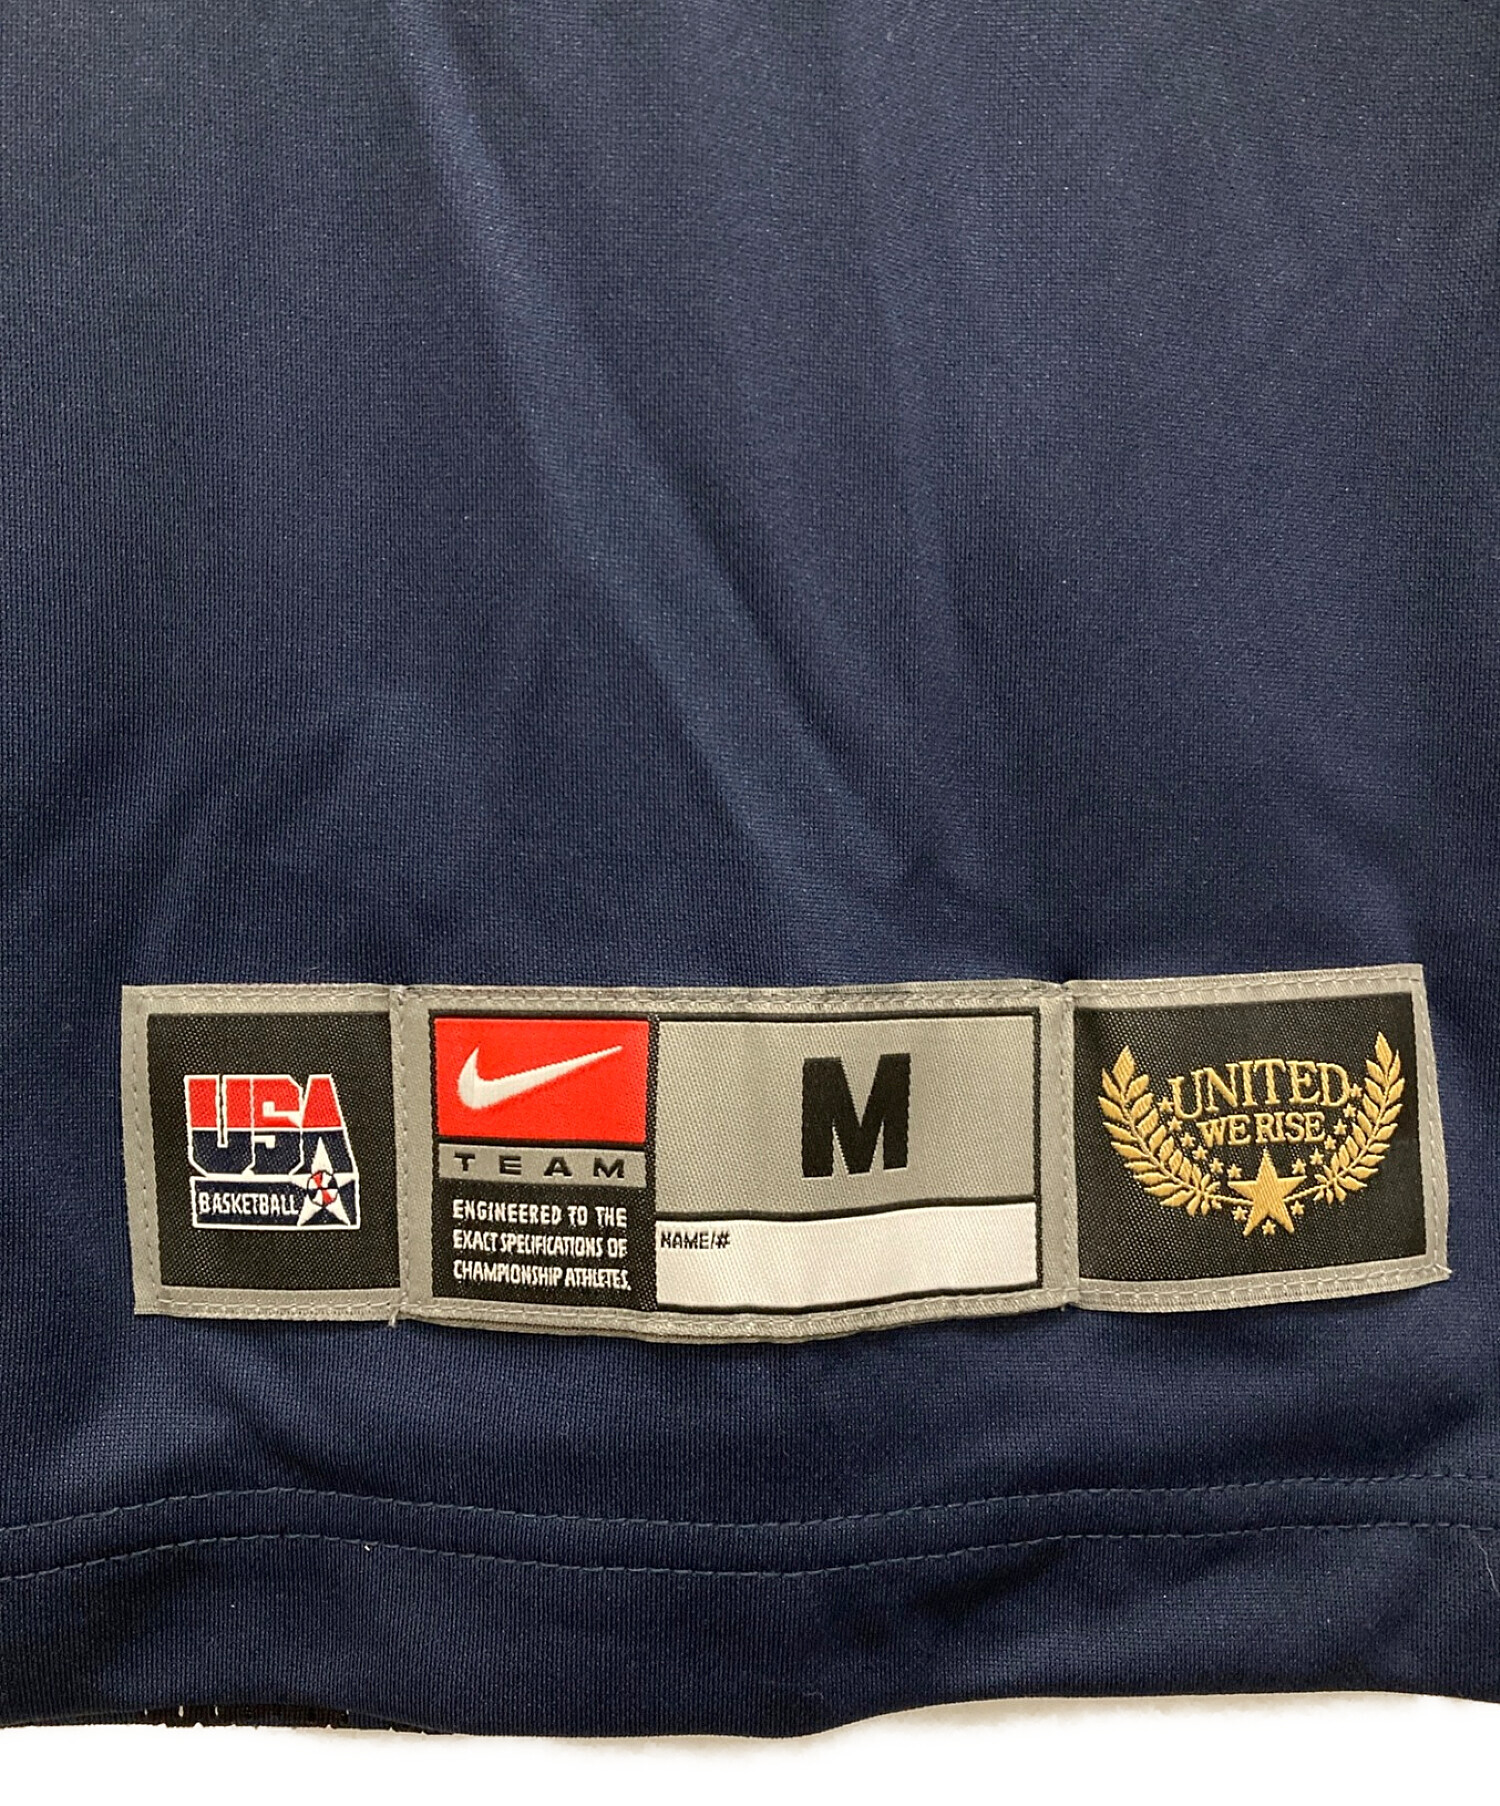 USA
BASKETBALL
TEAM
ENGINEERED TO THE
EXACT SPECIFICATIONS OF
CHAMPIONSHIP ATHLETES.
M
NAME/#
UNITED
WE RISE